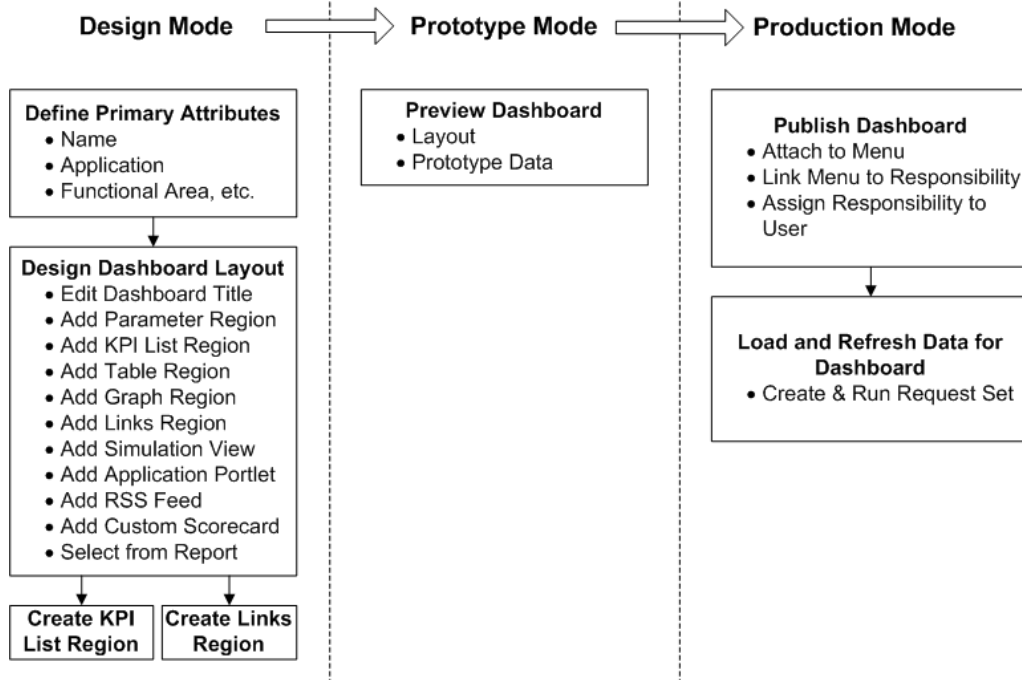 Design Mode
Prototype Mode
Production Mode
Define Primary Attributes
• Name
• Application
• Functional Area, etc.
Design Dashboard Layout
• Edit Dashboard Title
• Add Parameter Region
• Add KPI List Region
• Add Table Region
• Add Graph Region
• Add Links Region
• Add Simulation View
• Add Application Portlet
• Add RSS Feed
• Add Custom Scorecard
• Select from Report
Create KPI
List Region
Create Links
Region
Preview Dashboard
• Layout
• Prototype Data
Publish Dashboard
• Attach to Menu
• Link Menu to Responsibility
• Assign Responsibility to
User
Load and Refresh Data for
Dashboard
• Create & Run Request Set